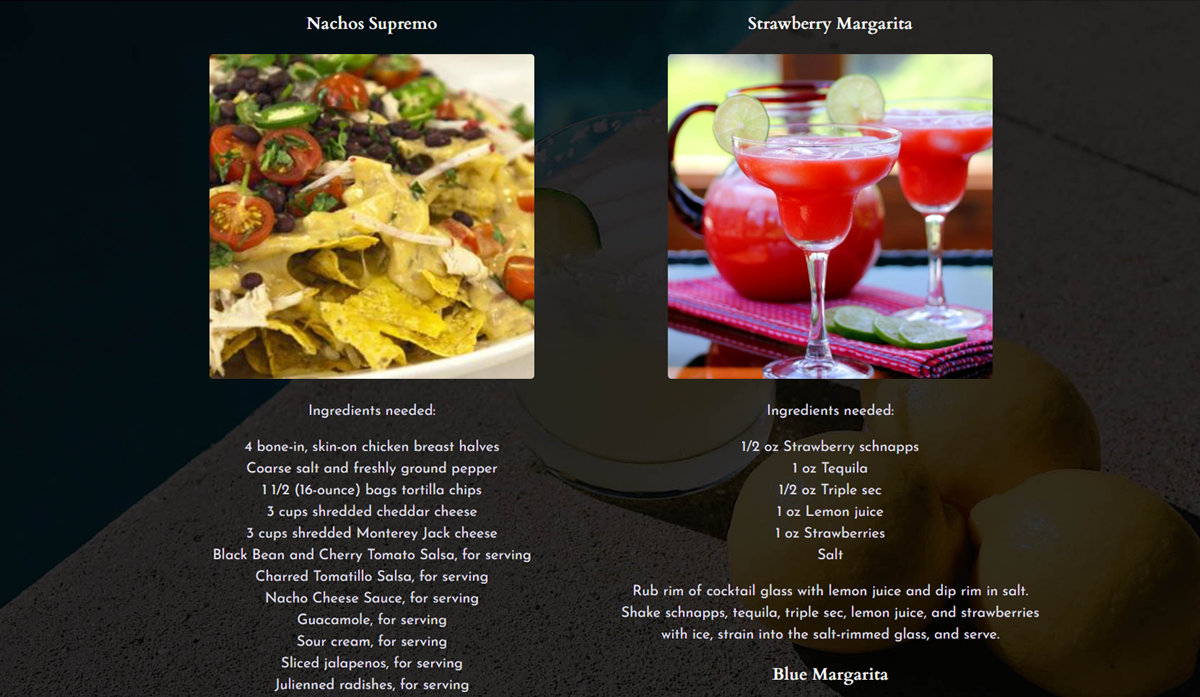 Nachos Supremo
Ingredients needed:
4 bone-in, skin-on chicken breast halves
Coarse salt and freshly ground pepper
1 1/2 (16-ounce) bags tortilla chips
3 cups shredded cheddar cheese
3 cups shredded Monterey Jack cheese
Black Bean and Cherry Tomato Salsa, for serving
Charred Tomatillo Salsa, for serving
Nacho Cheese Sauce, for serving
Guacamole, for serving
Sour cream, for serving
Sliced jalapenos, for serving
Julienned radishes, for serving
Strawberry Margarita
Ingredients needed:
1/2 oz Strawberry schnapps
1 oz Tequila
1/2 oz Triple sec
1 oz Lemon juice
1 oz Strawberries
Salt
Rub rim of cocktail glass with lemon juice and dip rim in salt.
Shake schnapps, tequila, triple sec, lemon juice, and strawberries
with ice, strain into the salt-rimmed glass, and serve.
Blue Margarita